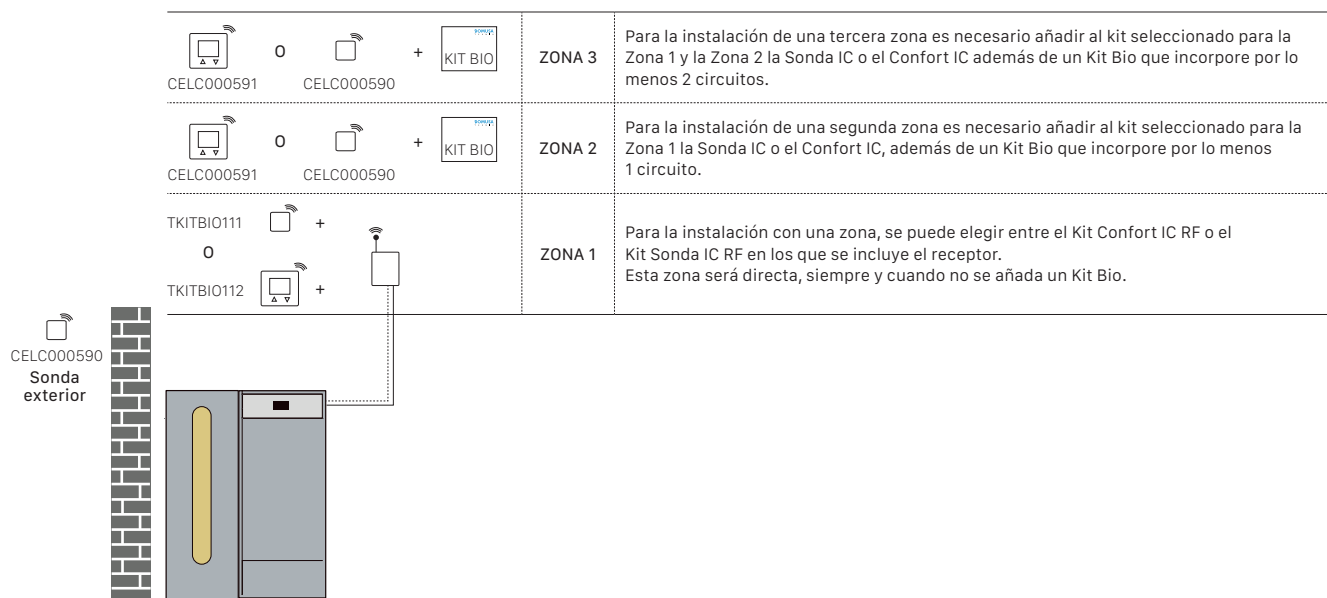 O
+
KIT BIO
CELC000591
CELC000590
ZONA 3
Para la instalación de una tercera zona es necesario añadir al kit seleccionado para la
Zona 1 y la Zona 2 la Sonda IC o el Confort IC además de un Kit Bio que incorpore por lo
menos 2 circuitos.
O
+
KIT BIO
CELC000591
CELC000590
ZONA 2
Para la instalación de una segunda zona es necesario añadir al kit seleccionado para la
Zona 1 la Sonda IC o el Confort IC, además de un Kit Bio que incorpore por lo menos
1 circuito.
TKITBIO111
+
O
TKITBIO112
+
ZONA 1
Para la instalación con una zona, se puede elegir entre el Kit Confort IC RF o el
Kit Sonda IC RF en los que se incluye el receptor.
Esta zona será directa, siempre y cuando no se añada un Kit Bio.
CELC000590
Sonda
exterior